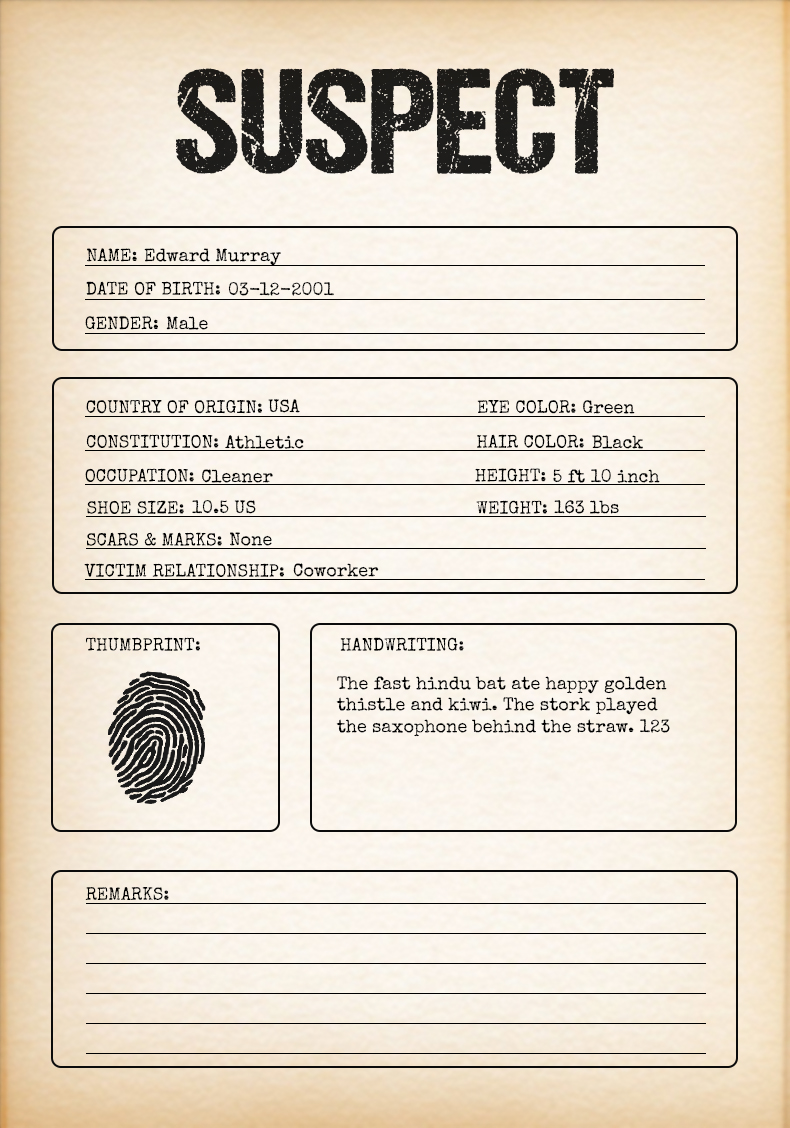 SUSPECT
NAME: Edward Murray
DATE OF BIRTH: 03-12-2001
GENDER: Male
COUNTRY OF ORIGIN: USA
EYE COLOR: Green
CONSTITUTION: Athletic
HAIR COLOR: Black
OCCUPATION: Cleaner
HEIGHT: 5 ft 10 inch
SHOE SIZE: 10.5 US
WEIGHT: 163 lbs
SCARS & MARKS: None
VICTIM RELATIONSHIP: Coworker
THUMBPRINT:
HANDWRITING:
The fast hindu bat ate happy golden
thistle and kiwi. The stork played
the saxophone behind the straw. 123
REMARKS: